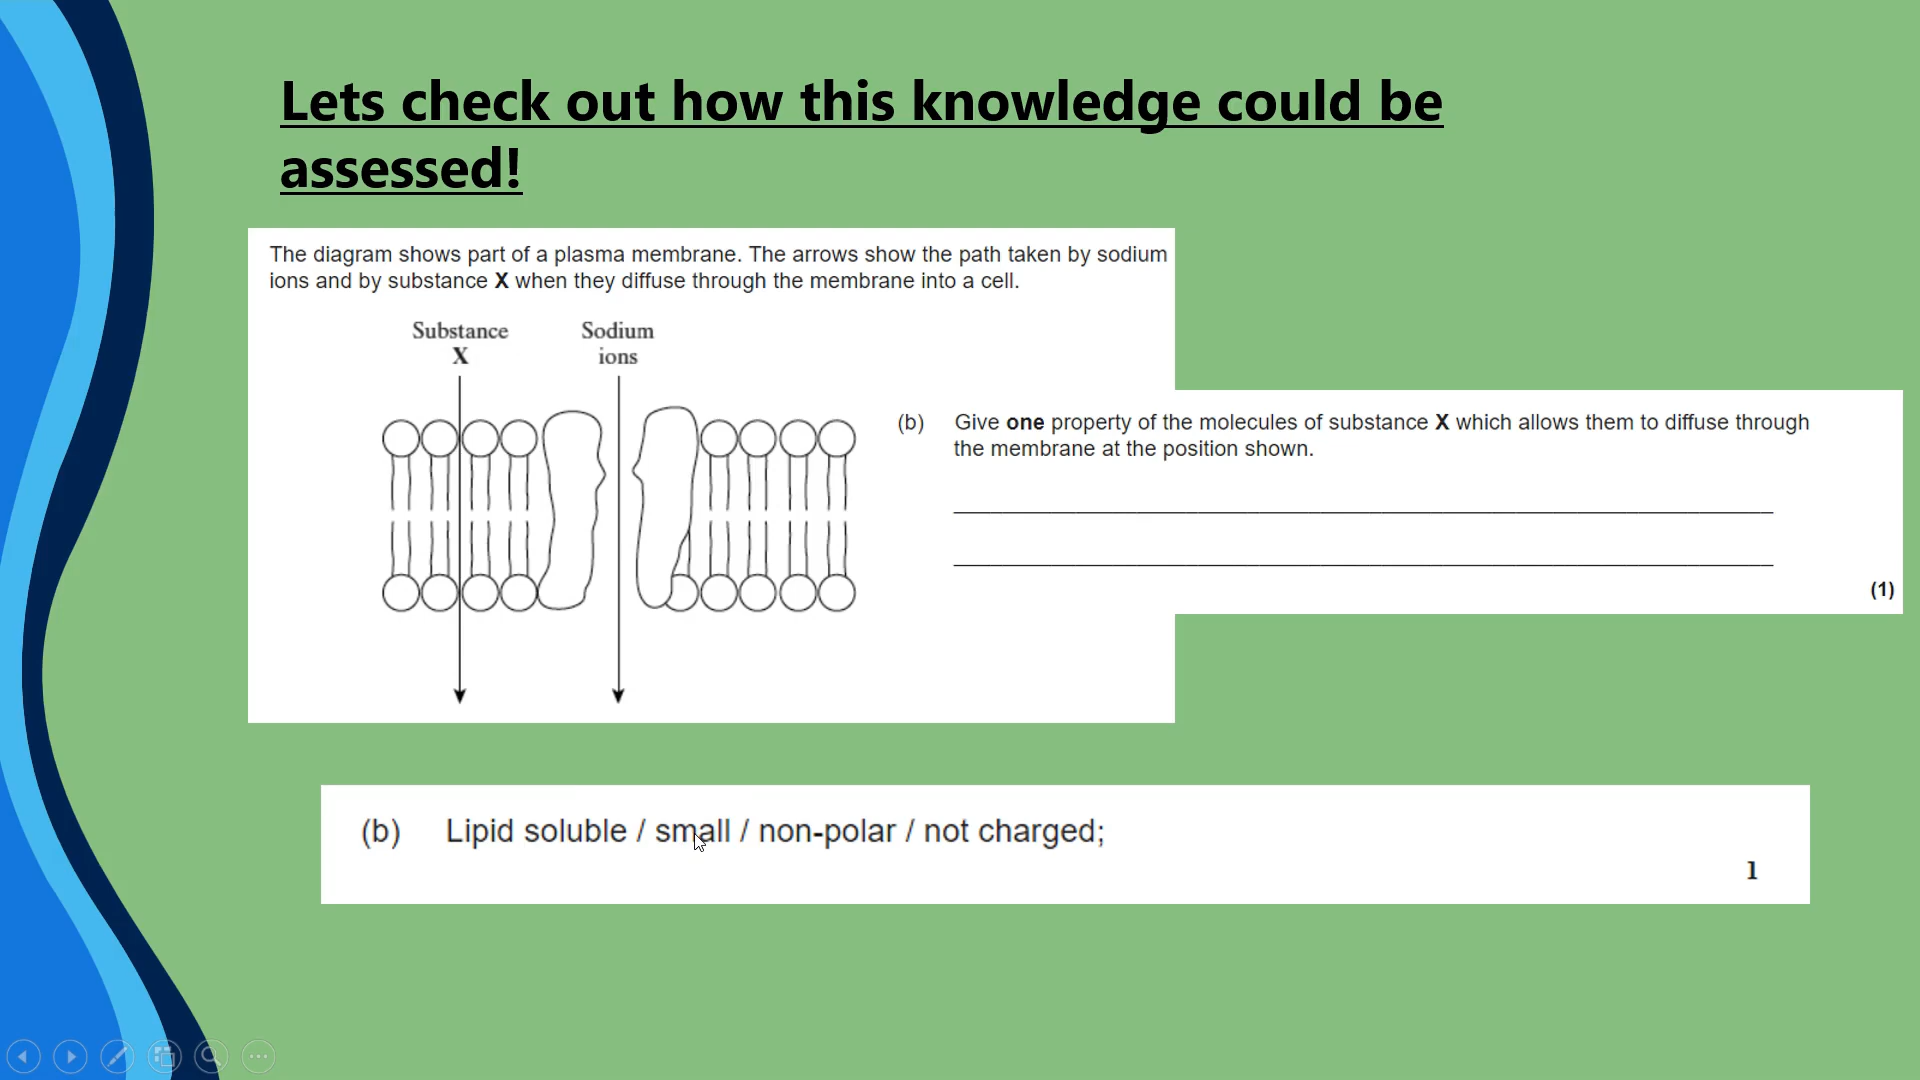 Lets check out how this knowledge could be
assessed!
The diagram shows part of a plasma membrane. The arrows show the path taken by sodium
ions and by substance X when they diffuse through the membrane into a cell.
Substance
X
Sodium
ions
(b) Give one property of the molecules of substance X which allows them to diffuse through
the membrane at the position shown.
(1)
(b) Lipid soluble / small / non-polar / not charged;
1